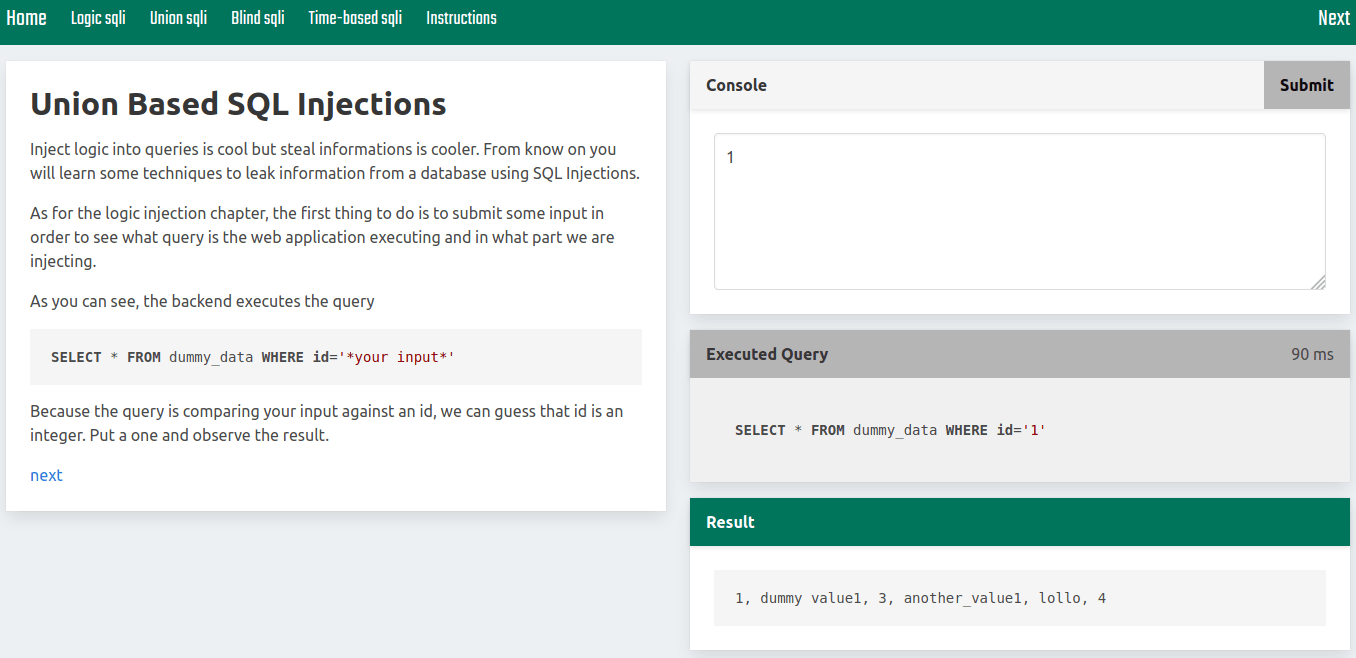 Home Logic sqli Union sqli Blind sqli Time-based sqli Instructions Next
Union Based SQL Injections
Inject logic into queries is cool but steal informations is cooler. From know on you
will learn some techniques to leak information from a database using SQL Injections.
As for the logic injection chapter, the first thing to do is to submit some input in
order to see what query is the web application executing and in what part we are
injecting.
As you can see, the backend executes the query
SELECT * FROM dummy_data WHERE id='*your input*'
Because the query is comparing your input against an id, we can guess that id is an
integer. Put a one and observe the result.
next
Console Submit
1
Executed Query 90 ms
SELECT * FROM dummy_data WHERE id='1'
Result
1, dummy value1, 3, another_value1, lollo, 4